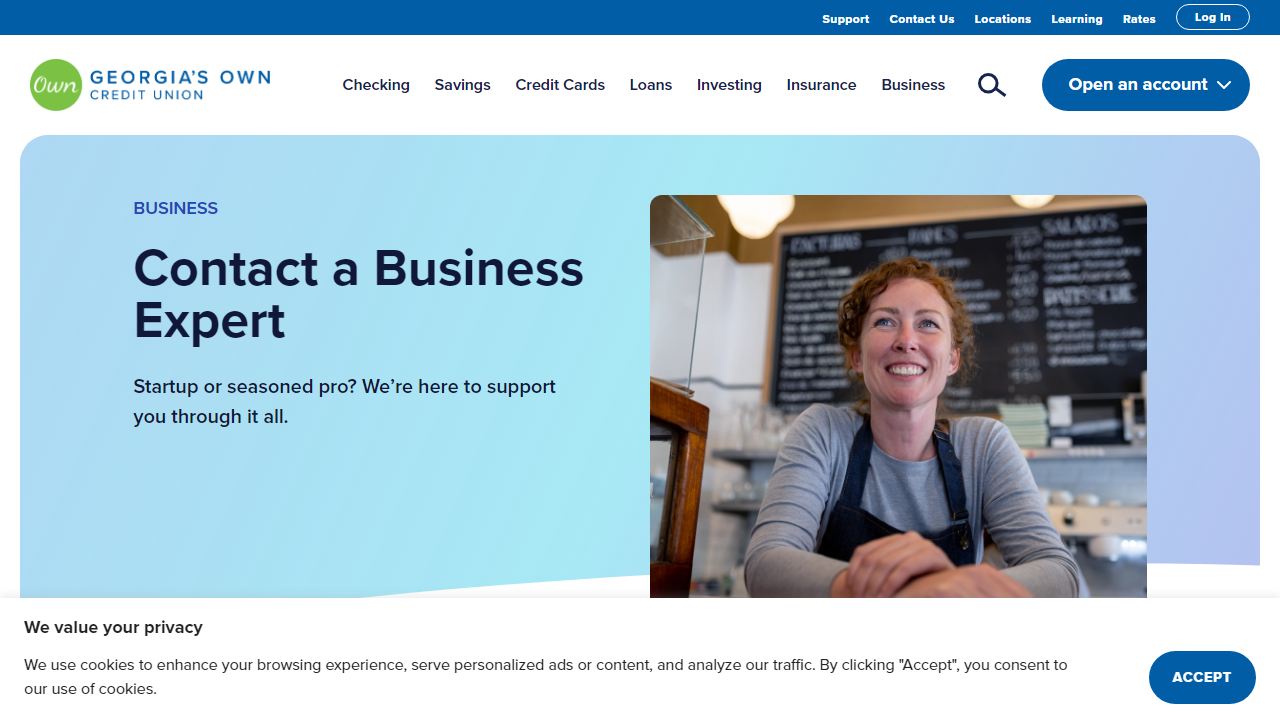 Support Contact Us Locations Learning Rates Log In
Own GEORGIA'S OWN
CREDIT UNION
Checking Savings Credit Cards Loans Investing Insurance Business Open an account
BUSINESS
Contact a Business
Expert
Startup or seasoned pro? We’re here to support
you through it all.
We value your privacy
We use cookies to enhance your browsing experience, serve personalized ads or content, and analyze our traffic. By clicking "Accept", you consent to
our use of cookies.
ACCEPT